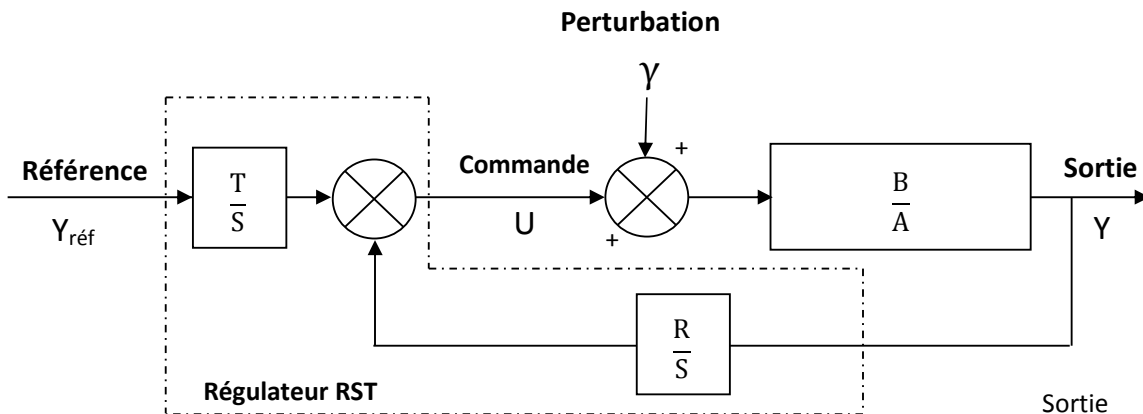 Perturbation
γ
+
Référence
Commande
Sortie
T
S
B
A
Yréf
U
+
Y
R
S
Régulateur RST
Sortie